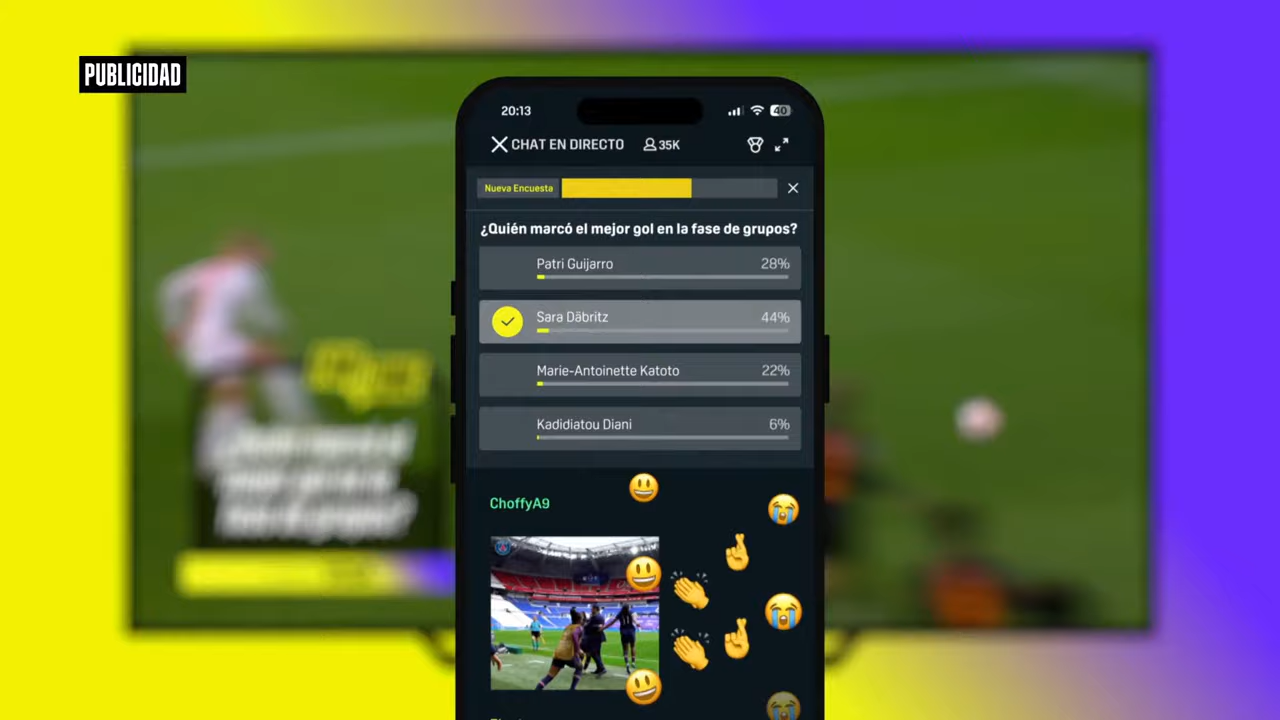 PUBLICIDAD
20:13
40
CHAT EN DIRECTO
35K
Nueva Encuesta
¿Quién marcó el mejor gol en la fase de grupos?
Patri Guijarro
28%
Sara Däbritz
44%
Marie-Antoinette Katoto
22%
Kadidiatou Diani
6%
ChoffyA9